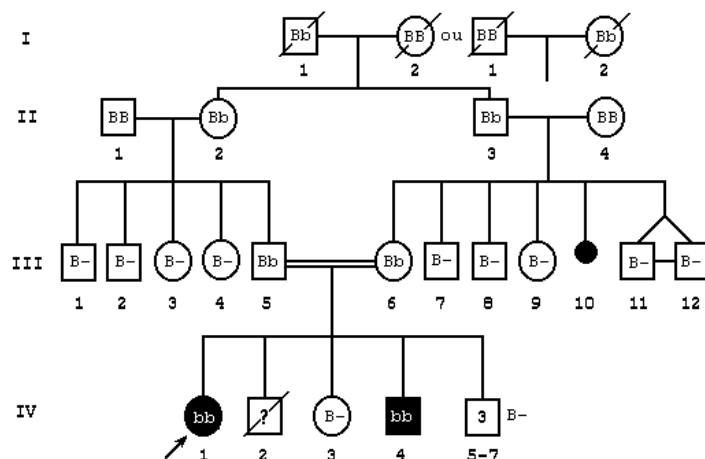 I Bb BB ou BB Bb
1 2 1 2
II BB Bb Bb BB
1 2 3 4
III B- B- B- B- Bb Bb B- B- B- B- B-
1 2 3 4 5 6 7 8 9 10 11 12
IV bb ? B- bb 3 B-
1 2 3 4 5-7